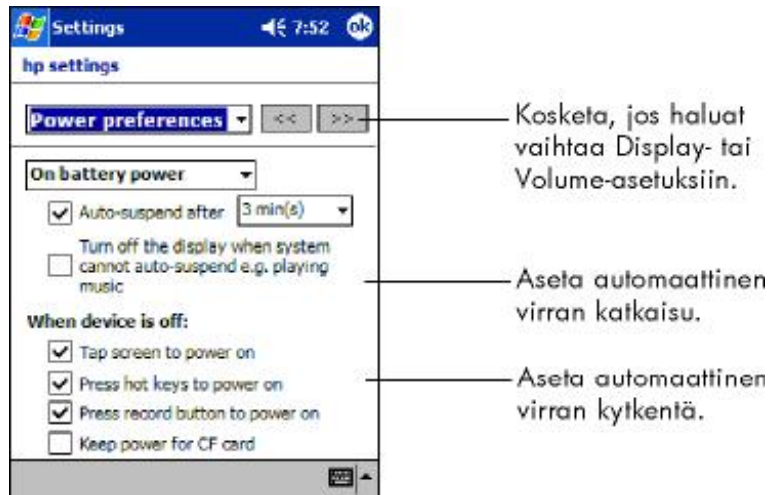 Settings 7:52 ok
hp settings
Power preferences << >>
Kosketa, jos haluat
vaihtaa Display- tai
Volume-asetuksiin.
On battery power
Auto-suspend after 3 min(s)
Turn off the display when system
cannot auto-suspend e.g. playing
music
Aseta automaattinen
virran katkaisu.
When device is off:
Tap screen to power on
Press hot keys to power on
Press record button to power on
Keep power for CF card
Aseta automaattinen
virran kytkentä.